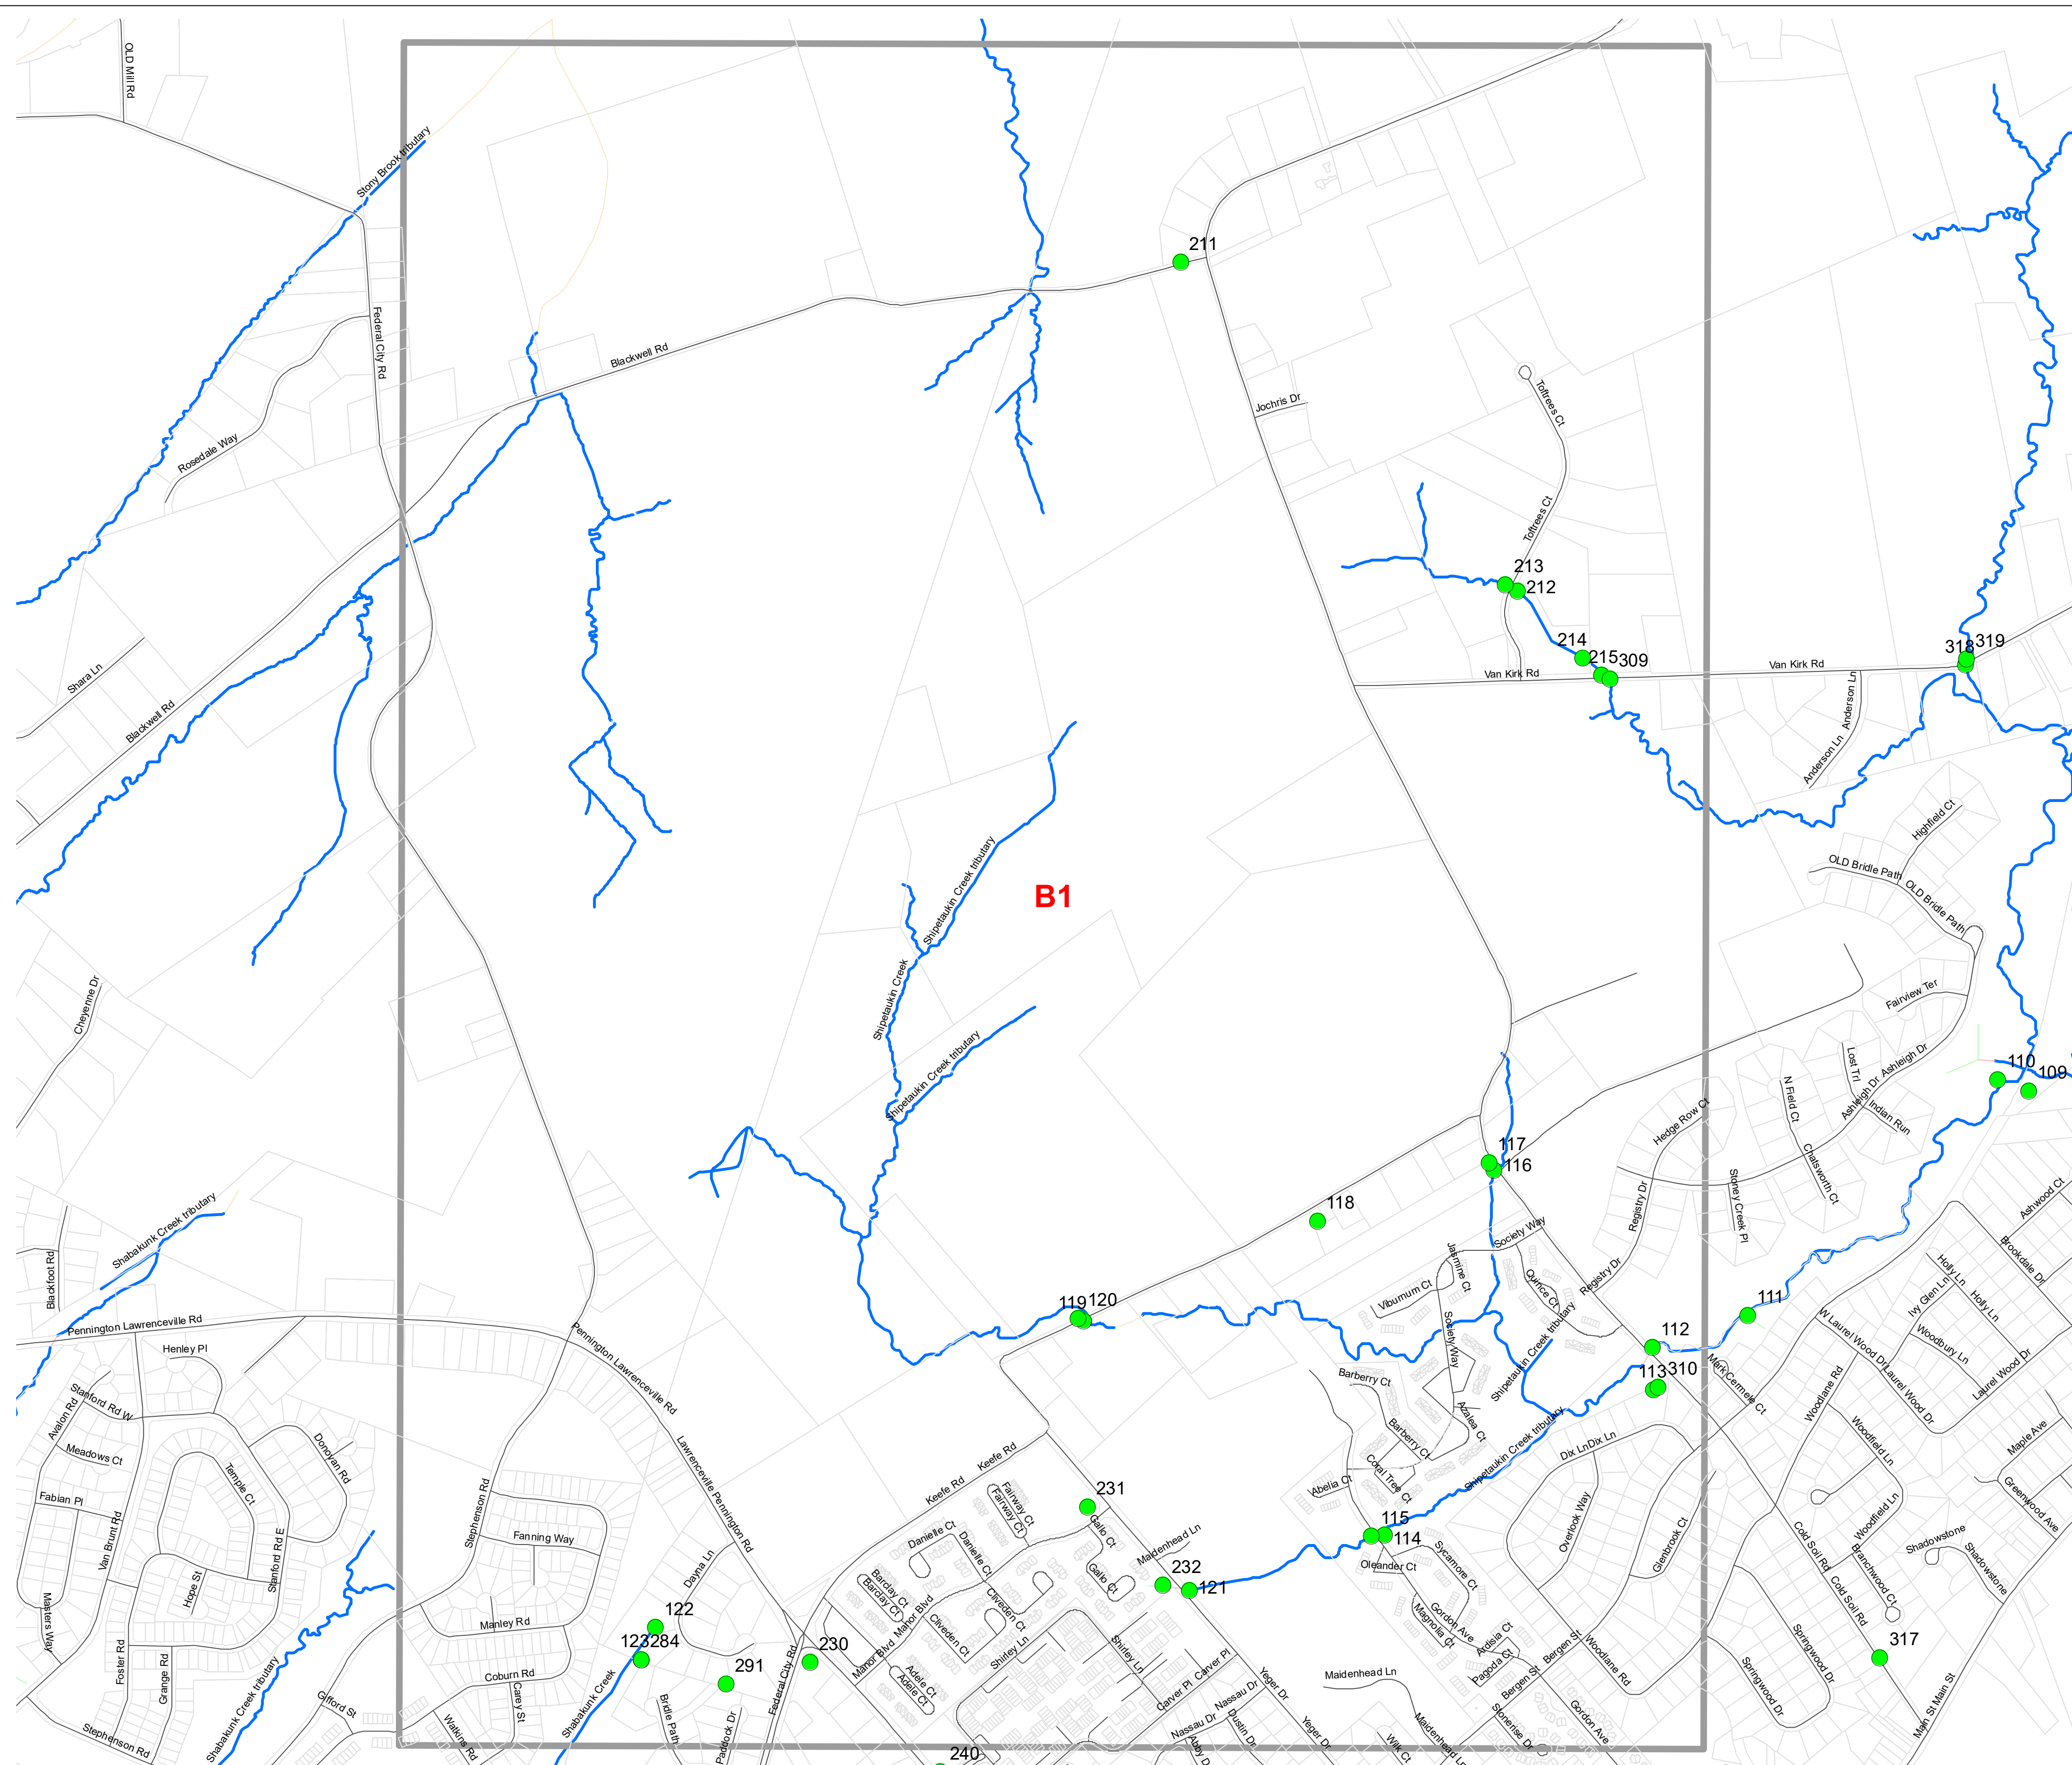 OLD Mill Rd
Stony Brook tributary
211
Federal City Rd
Blackwell Rd
Jochris Dr
Toftrees Ct
Rosedale Way
Toftrees Ct
213
212
214
215
309
318
319
Van Kirk Rd
Van Kirk Rd
Shara Ln
Blackwell Rd
Anderson Ln
Anderson Ln
Highfield Ct
OLD Bridle Path
OLD Bridle Path
Shipetaukin Creek tributary
B1
Shipetaukin Creek
Cheyenne Dr
Fairview Ter
Shipetaukin Creek tributary
Lost Trl
Ashleigh Dr
Ashleigh Dr
110
109
N Field Ct
Indian Run
Hedge Row Ct
117
116
Chatsworth Ct
Stoney Creek Pl
Registry Dr
Shabakunk Creek tributary
118
Society Way
Ashwood Ct
Blackfoot Rd
Jasmine Ct
Brookdale Dr
Viburnum Ct
Quince Ct
Registry Dr
Holly Ln
Ivy Glen Ln
Holly Ln
119
120
111
Pennington Lawrenceville Rd
Pennington Lawrenceville Rd
Society Way
Shipetaukin Creek tributary
112
W Laurel Wood Dr
Woodbury Ln
Henley Pl
Laurel Wood Dr
Laurel Wood Dr
Barberry Ct
113
310
Mark Cermele Ct
Woodlane Rd
Stanford Rd W
Avalon Rd
Azalea Ct
Barberry Ct
Shipetaukin Creek tributary
Dix Ln
Dix Ln
Woodfield Ln
Maple Ave
Meadows Ct
Donovan Rd
Temple Ct
Lawrenceville Pennington Rd
Keefe Rd
Keefe Rd
Coral Tree Ct
Abelia Ct
Fabian Pl
Stephenson Rd
Fairway Ct
Fairway Ct
231
Greenwood Ave
Van Brunt Rd
Fanning Way
Danielle Ct
Danielle Ct
Gallo Ct
Gallo Ct
Maidenhead Ln
115
114
Overlook Way
Glenbrook Ct
Cold Soil Rd
Woodfield Ln
Shadowstone
Shadowstone
Stanford Rd E
Hope St
Dayna Ln
Barclay Ct
Barclay Ct
Oleander Ct
Sycamore Ct
Branchwood Ct
232
121
Masters Way
Manley Rd
122
123
284
Manor Blvd
Cliveden Ct
Cliveden Ct
Magnolia Ct
Gordon Ave
Cold Soil Rd
Springwood Dr
Foster Rd
Grange Rd
230
291
Manor Blvd
Shirley Ln
Shirley Ln
Ardisia Ct
Bergen St
Woodlane Rd
317
Coburn Rd
Carey St
Adele Ct
Adele Ct
Carver Pl
Carver Pl
Maidenhead Ln
Pagoda Ct
Bergen St
Springwood Dr
Shabakunk Creek tributary
Gifford St
Shabakunk Creek
Federal City Rd
Nassau Dr
Yeger Dr
Stephenson Rd
Watkins Rd
Bridle Path
Paddock Dr
Nassau Dr
Dustin Dr
Yeger Dr
Wilk Ct
Maidenhead Ln
Stonerise Dr
Gordon Ave
Main St
Main St
240
Abby D